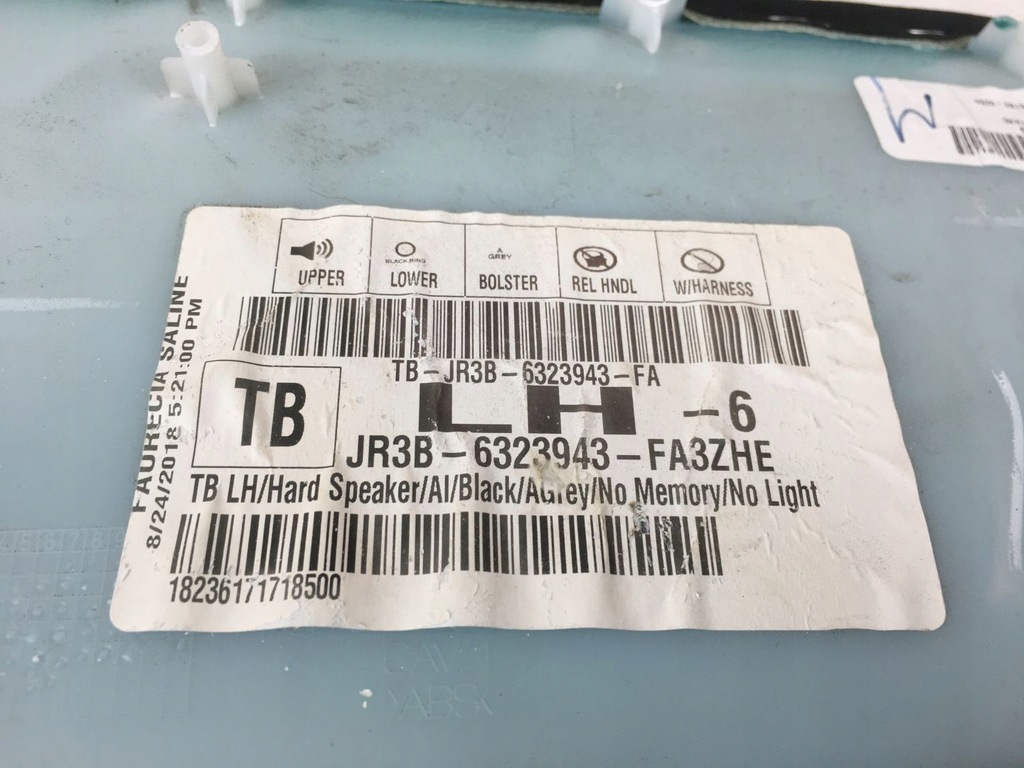 UPPER
BLACK RING
LOWER
A
GREY
BOLSTER
REL HNDL
W/HARNESS
FAURECIA SALINE
8/24/2018 5:21:00 PM
TB-JR3B-6323943-FA
TB
LH -6
JR3B-6323943-FA3ZHE
TB LH/Hard Speaker/Al/Black/AGrey/No Memory/No Light
18236171718500